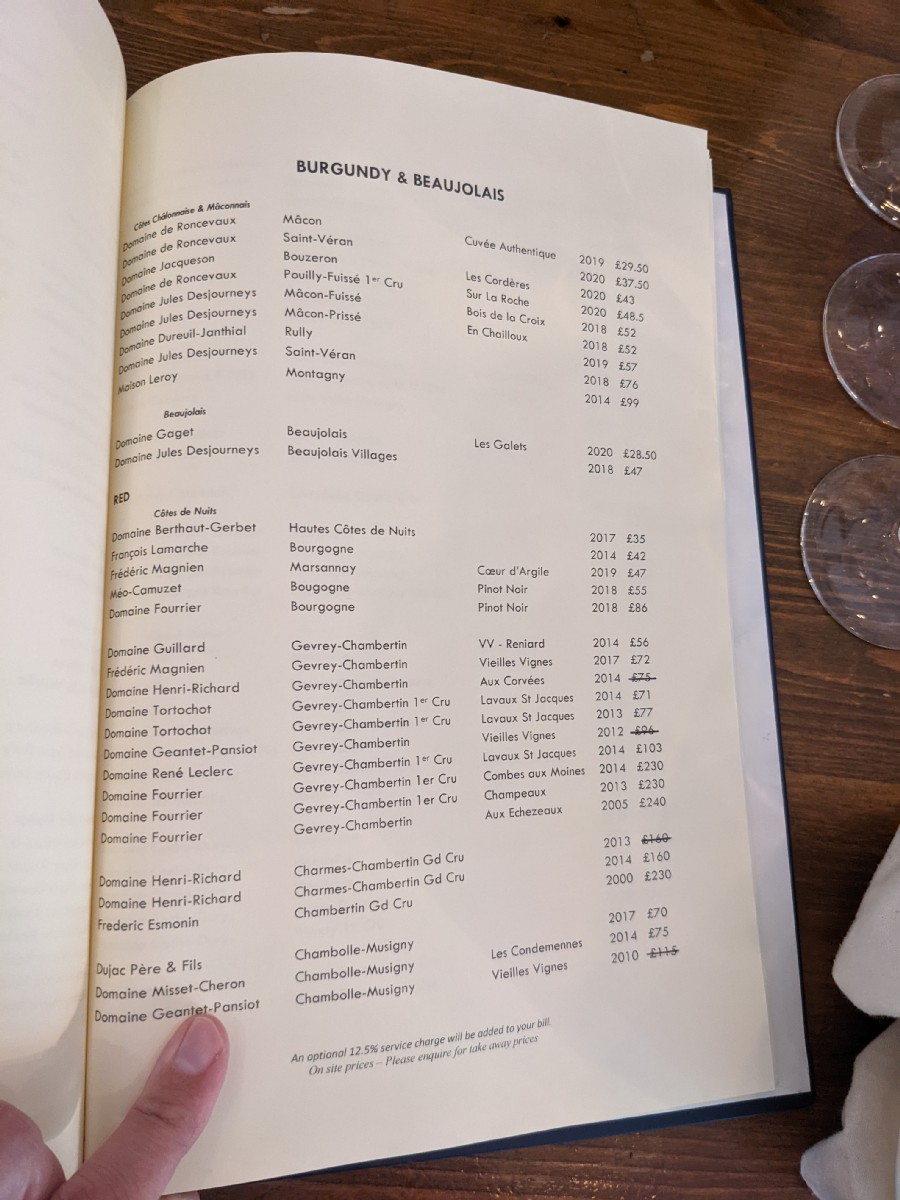 BURGUNDY & BEAUJOLAIS
Côtes Châlonnaise & Mâconnais
Domaine de Roncevaux Mâcon Cuvée Authentique 2019 £29.50
Domaine de Roncevaux Saint-Véran 2020 £37.50
Domaine Jacqueson Bouzeron Les Cordères 2020 £43
Domaine de Roncevaux Pouilly-Fuissé 1er Cru Sur La Roche 2020 £48.5
Domaine Jules Desjourneys Mâcon-Fuissé Bois de la Croix 2018 £52
Domaine Jules Desjourneys Mâcon-Prissé En Chailloux 2018 £52
Domaine Dureuil-Janthial Rully 2019 £57
Domaine Jules Desjourneys Saint-Véran 2018 £76
Maison Leroy Montagny 2014 £99
Beaujolais
Domaine Gaget Beaujolais Les Galets 2020 £28.50
Domaine Jules Desjourneys Beaujolais Villages 2018 £47
RED
Côtes de Nuits
Domaine Berthaut-Gerbet Hautes Côtes de Nuits 2017 £35
François Lamarche Bourgogne 2014 £42
Frédéric Magnien Marsannay Cœur d'Argile 2019 £47
Méo-Camuzet Bougogne Pinot Noir 2018 £55
Domaine Fourrier Bourgogne Pinot Noir 2018 £86
Domaine Guillard Gevrey-Chambertin VV - Reniard 2014 £56
Frédéric Magnien Gevrey-Chambertin Vieilles Vignes 2017 £72
Domaine Henri-Richard Gevrey-Chambertin Aux Corvées 2014 £75
Domaine Tortochot Gevrey-Chambertin 1er Cru Lavaux St Jacques 2014 £71
Domaine Tortochot Gevrey-Chambertin 1er Cru Lavaux St Jacques 2013 £77
Domaine Geantet-Pansiot Gevrey-Chambertin Vieilles Vignes 2012 £96
Domaine René Leclerc Gevrey-Chambertin 1er Cru Lavaux St Jacques 2014 £103
Domaine Fourrier Gevrey-Chambertin 1er Cru Combes aux Moines 2014 £230
Domaine Fourrier Gevrey-Chambertin 1er Cru Champeaux 2013 £230
Domaine Fourrier Gevrey-Chambertin Aux Echezeaux 2005 £240
Domaine Henri-Richard Charmes-Chambertin Gd Cru 2013 £160
Domaine Henri-Richard Charmes-Chambertin Gd Cru 2014 £160
Frederic Esmonin Chambertin Gd Cru 2000 £230
Dujac Père & Fils Chambolle-Musigny 2017 £70
Domaine Misset-Cheron Chambolle-Musigny Les Condemennes 2014 £75
Domaine Geantet-Pansiot Chambolle-Musigny Vieilles Vignes 2010 £115
An optional 12.5% service charge will be added to your bill.
On site prices – Please enquire for take away prices